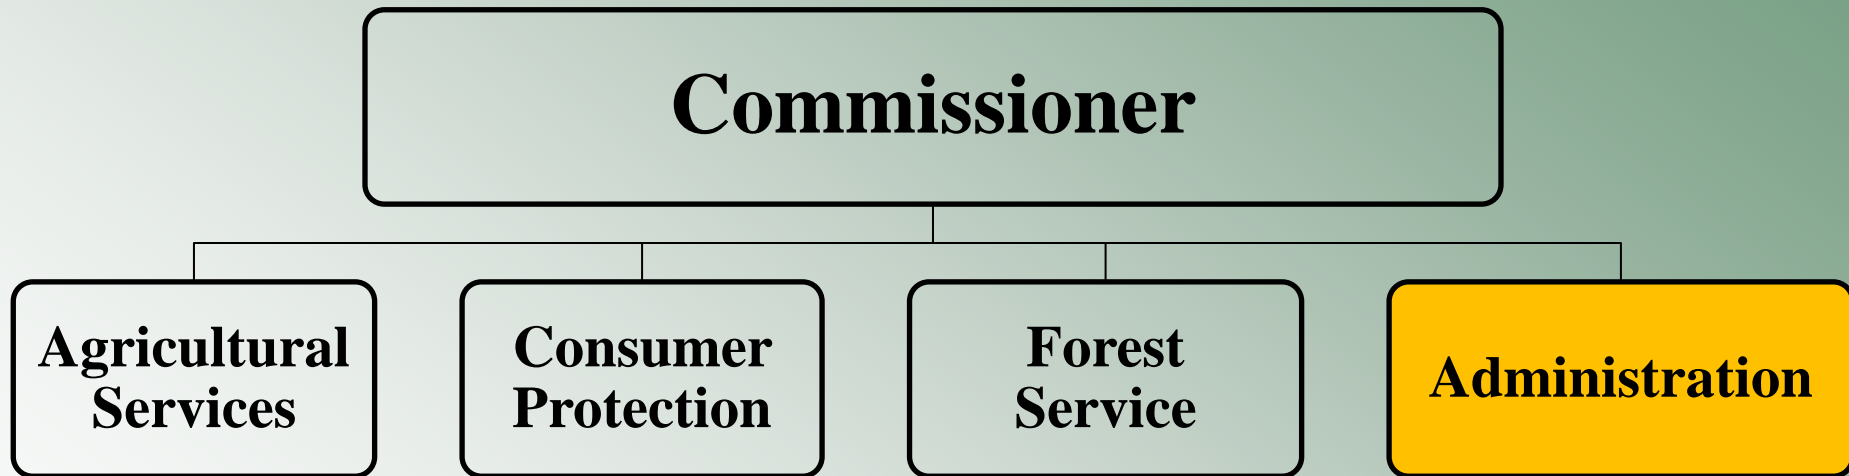 Commissioner
Agricultural
Services
Consumer
Protection
Forest
Service
Administration